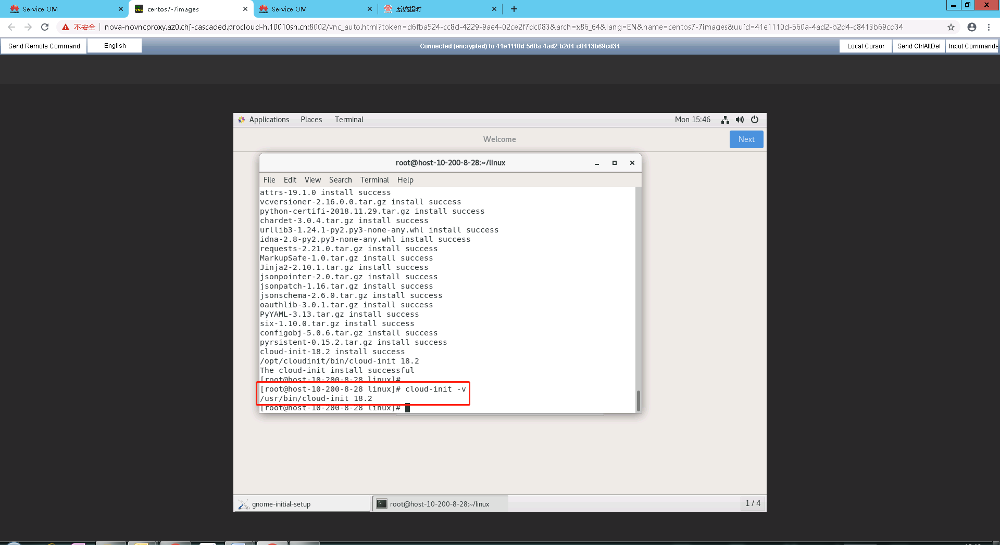 Service OM
centos7-7images
Service OM
系统超时
不安全
nova-novncproxy.az0.chj-cascaded.procloud-h.10010sh.cn:8002/vnc_auto.html?token=d6fba524-cc8d-4229-9ae4-02ce2f7dc083&arch=x86_64&lang=EN&name=centos7-7images&uuid=41e1110d-560a-4ad2-b2d4-c8413b69cd34
Send Remote Command
English
Connected (encrypted) to 41e1110d-560a-4ad2-b2d4-c8413b69cd34
Local Cursor
Send CtrlAltDel
Input Commands
Applications Places Terminal
Mon 15:46
Welcome
Next
root@host-10-200-8-28:~/linux
File Edit View Search Terminal Help
attrs-19.1.0 install success
vcversioner-2.16.0.0.tar.gz install success
python-certifi-2018.11.29.tar.gz install success
chardet-3.0.4.tar.gz install success
urllib3-1.24.1-py2.py3-none-any.whl install success
idna-2.8-py2.py3-none-any.whl install success
requests-2.21.0.tar.gz install success
MarkupSafe-1.0.tar.gz install success
Jinja2-2.10.1.tar.gz install success
jsonpointer-2.0.tar.gz install success
jsonpatch-1.16.tar.gz install success
jsonschema-2.6.0.tar.gz install success
oauthlib-3.0.1.tar.gz install success
PyYAML-3.13.tar.gz install success
six-1.10.0.tar.gz install success
configobj-5.0.6.tar.gz install success
pyrsistent-0.15.2.tar.gz install success
cloud-init-18.2 install success
/opt/cloudinit/bin/cloud-init 18.2
The cloud-init install successful
[root@host-10-200-8-28 linux]#
[root@host-10-200-8-28 linux]# cloud-init -v
/usr/bin/cloud-init 18.2
[root@host-10-200-8-28 linux]#
gnome-initial-setup
root@host-10-200-8-28:~/linux
1 / 4